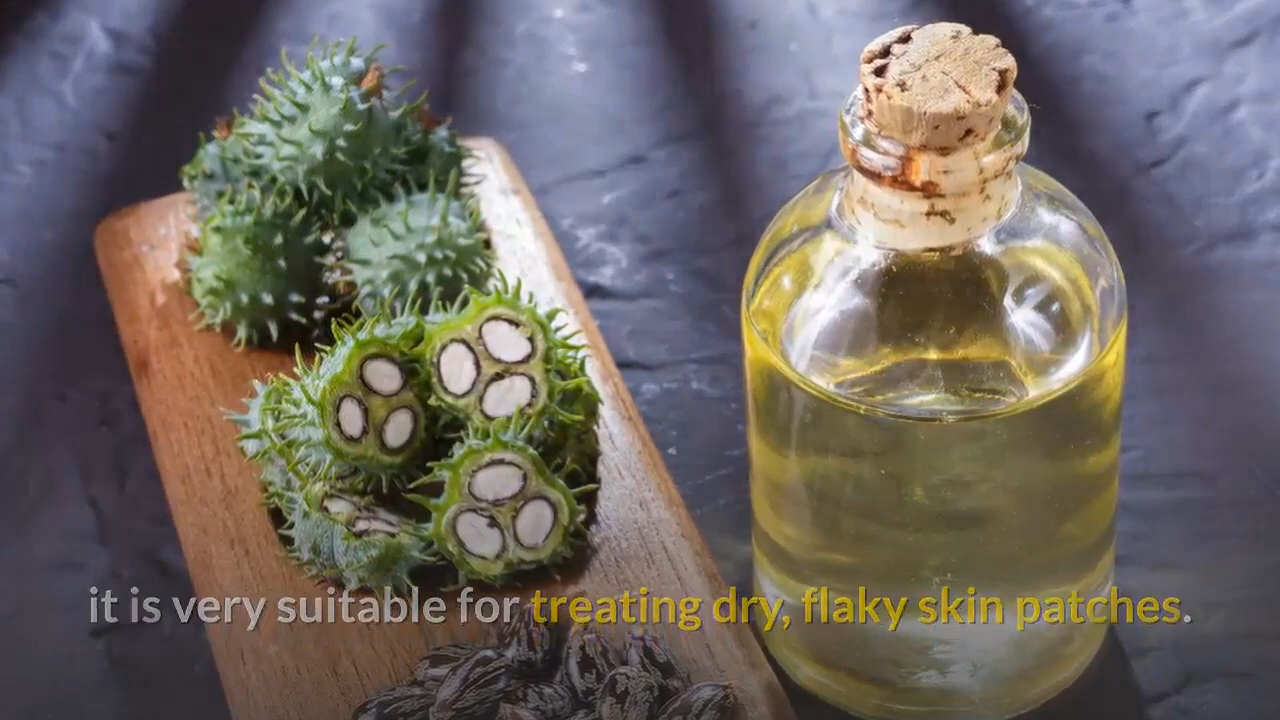 it is very suitable for treating dry, flaky skin patches.